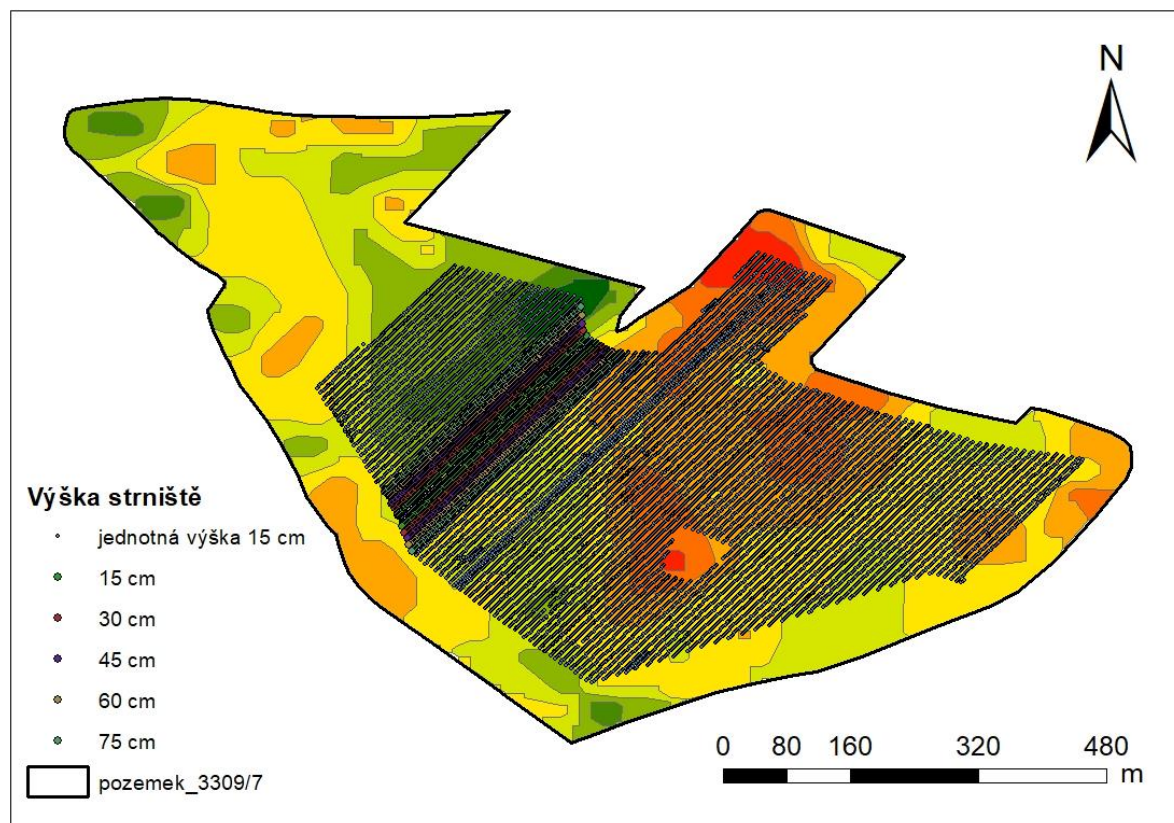 N
Výška strniště
jednotná výška 15 cm
15 cm
30 cm
45 cm
60 cm
75 cm
pozemek_3309/7
0 80 160 320 480
m